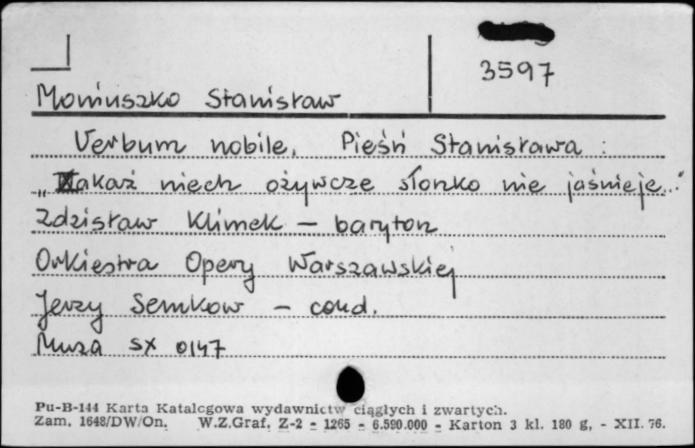 3597
Moniuszko Stanisław
Verbum nobile. Pieśń Stanisława :
„Zakaż niech ożywcze słonko nie jaśnieje..."
Zdzisław Klimek – baryton
Orkiestra Opery Warszawskiej
Jerzy Semkow – cond.
Muza SX 0147
Pu-B-144 Karta Katalogowa wydawnictw ciągłych i zwartych.
Zam. 1648/DW/On. W.Z.Graf. Z-2 - 1265 - 6.590.000 - Karton 3 kl. 180 g, - XII. 76.